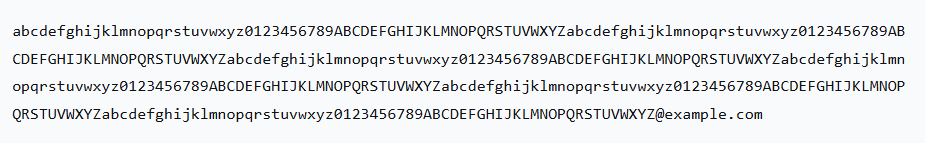 abcdefghijklmnopqrstuvwxyz0123456789ABCDEFGHIJKLMNOPQRSTUVWXYZabcdefghijklmnopqrstuvwxyz0123456789AB
CDEFGHIJKLMNOPQRSTUVWXYZabcdefghijklmnopqrstuvwxyz0123456789ABCDEFGHIJKLMNOPQRSTUVWXYZabcdefghijklmn
opqrstuvwxyz0123456789ABCDEFGHIJKLMNOPQRSTUVWXYZabcdefghijklmnopqrstuvwxyz0123456789ABCDEFGHIJKLMNOP
QRSTUVWXYZabcdefghijklmnopqrstuvwxyz0123456789ABCDEFGHIJKLMNOPQRSTUVWXYZ@example.com